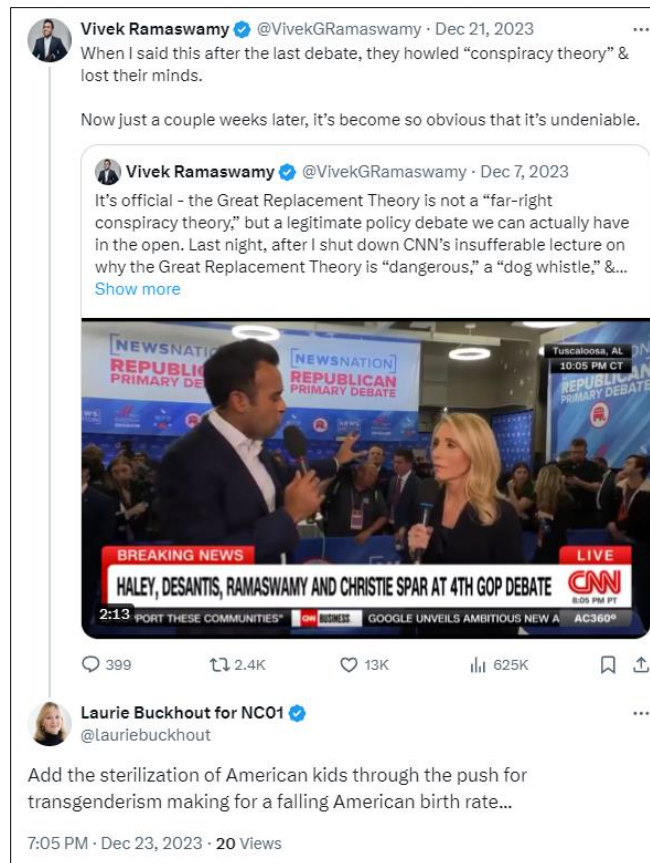 Vivek Ramaswamy @VivekGRamaswamy · Dec 21, 2023 ...
When I said this after the last debate, they howled “conspiracy theory” &
lost their minds.
Now just a couple weeks later, it’s become so obvious that it’s undeniable.
Vivek Ramaswamy @VivekGRamaswamy · Dec 7, 2023
It’s official - the Great Replacement Theory is not a “far-right
conspiracy theory,” but a legitimate policy debate we can actually have
in the open. Last night, after I shut down CNN’s insufferable lecture on
why the Great Replacement Theory is “dangerous,” a “dog whistle,” &...
Show more
NEWSNATION
REPUBLI
PRIMARY DE
NEWSNATION
REPUBLICAN
PRIMARY DEBATE
Tuscaloosa, AL
10:05 PM CT
REPUBLICAN
PRIMARY DEBATE
BREAKING NEWS
LIVE
HALEY, DESANTIS, RAMASWAMY AND CHRISTIE SPAR AT 4TH GOP DEBATE
CNN
8:05 PM PT
2:13
PORT THESE COMMUNITIES"
CNN BUSINESS
GOOGLE UNVEILS AMBITIOUS NEW A
AC360°
399 2.4K 13K 625K
Laurie Buckhout for NC01 ...
@lauriebuckhout
Add the sterilization of American kids through the push for
transgenderism making for a falling American birth rate...
7:05 PM · Dec 23, 2023 · 20 Views